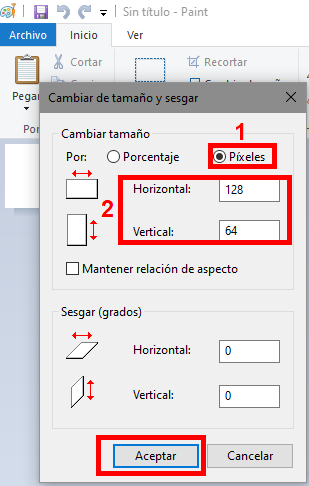 Sin título - Paint
Archivo Inicio Ver
Cortar
Recortar
Pegar
Cambiar de tamaño y sesgar
Cambiar tamaño
1
Por: Porcentaje Píxeles
Horizontal: 128
2
Vertical: 64
Mantener relación de aspecto
Sesgar (grados)
Horizontal: 0
Vertical: 0
Aceptar Cancelar